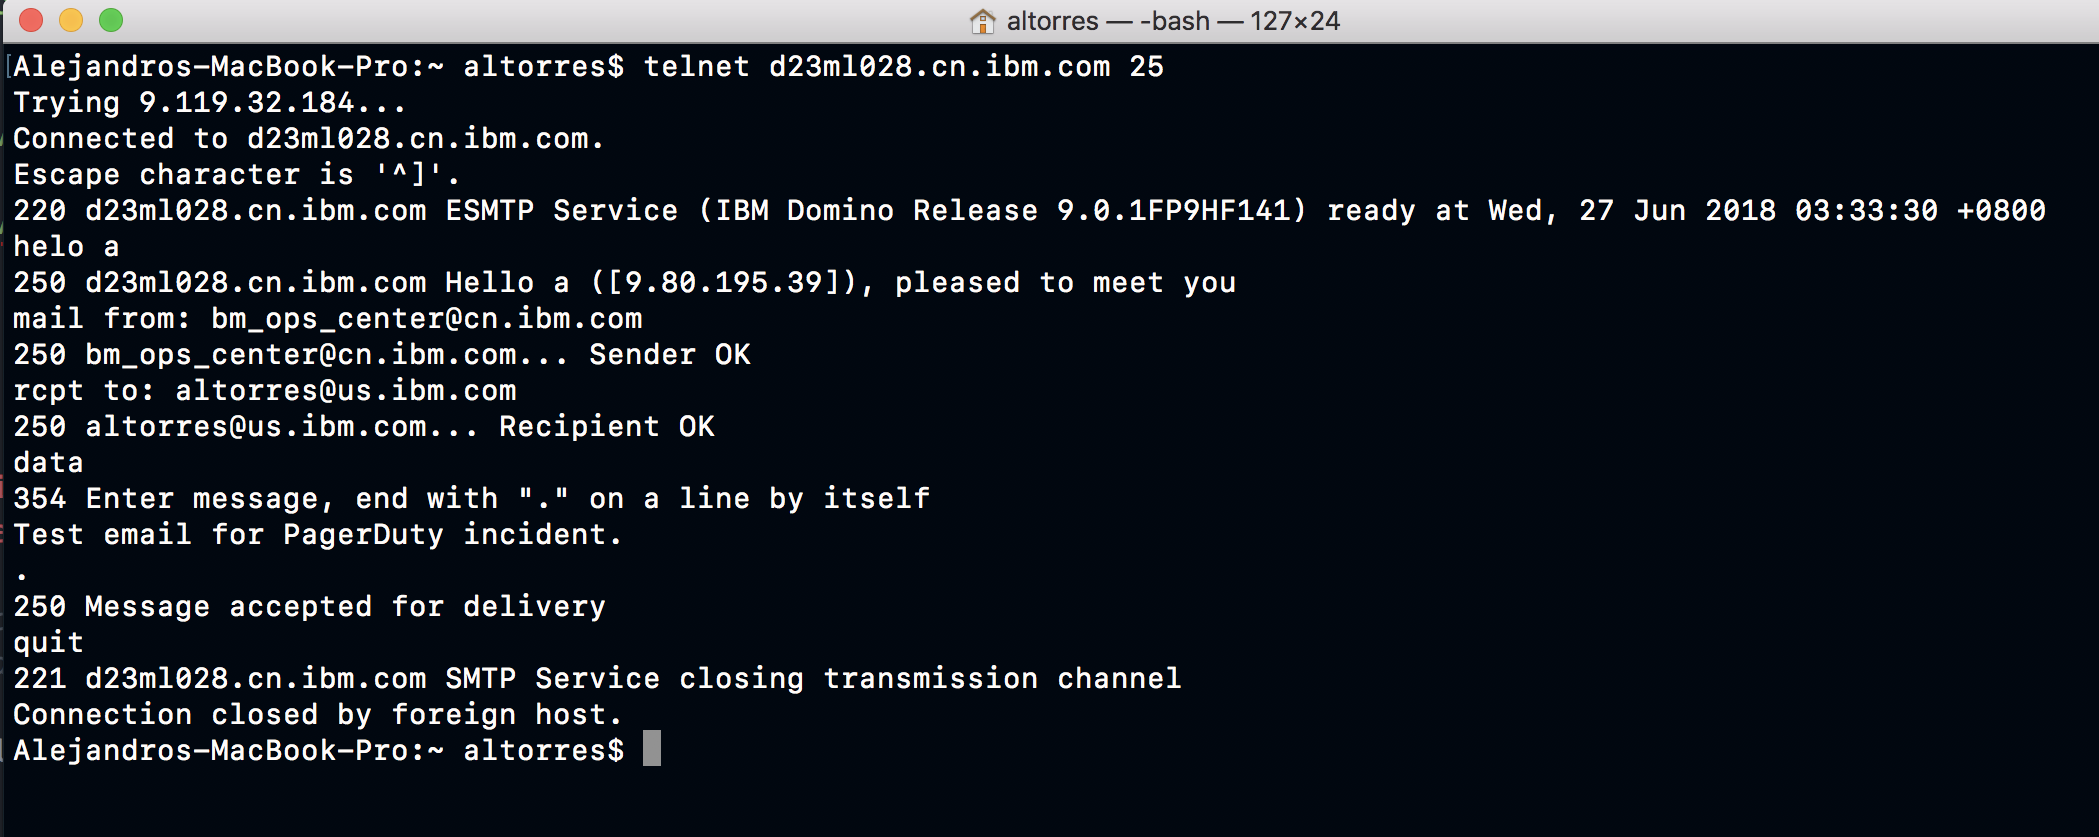 altorres — -bash — 127×24
[Alejandros-MacBook-Pro:~ altorres$ telnet d23ml028.cn.ibm.com 25
Trying 9.119.32.184...
Connected to d23ml028.cn.ibm.com.
Escape character is '^]'.
220 d23ml028.cn.ibm.com ESMTP Service (IBM Domino Release 9.0.1FP9HF141) ready at Wed, 27 Jun 2018 03:33:30 +0800
helo a
250 d23ml028.cn.ibm.com Hello a ([9.80.195.39]), pleased to meet you
mail from: bm_ops_center@cn.ibm.com
250 bm_ops_center@cn.ibm.com... Sender OK
rcpt to: altorres@us.ibm.com
250 altorres@us.ibm.com... Recipient OK
data
354 Enter message, end with "." on a line by itself
Test email for PagerDuty incident.
.
250 Message accepted for delivery
quit
221 d23ml028.cn.ibm.com SMTP Service closing transmission channel
Connection closed by foreign host.
Alejandros-MacBook-Pro:~ altorres$